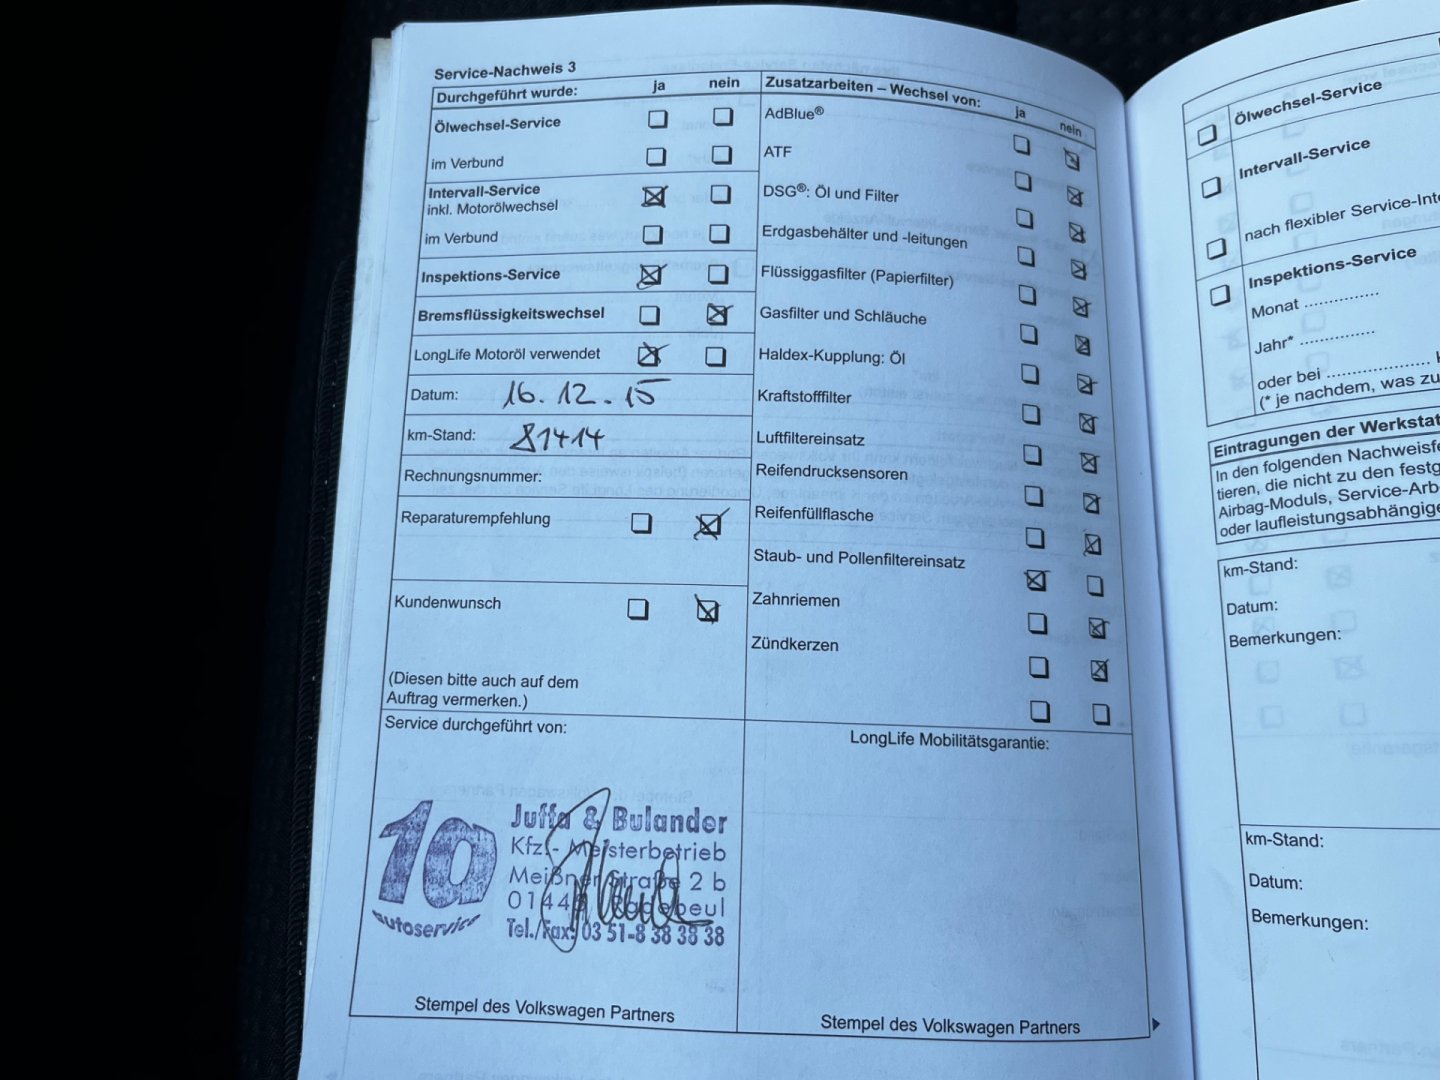 Service-Nachweis 3
Durchgeführt wurde: ja nein
Ölwechsel-Service
im Verbund
Intervall-Service
inkl. Motorölwechsel
im Verbund
Inspektions-Service
Bremsflüssigkeitswechsel
LongLife Motoröl verwendet
Datum: 16.12.15
km-Stand: 81414
Rechnungsnummer:
Reparaturempfehlung
Kundenwunsch
(Diesen bitte auch auf dem
Auftrag vermerken.)
Service durchgeführt von:
1a
autoservice
Juffa & Bulander
Kfz.- Meisterbetrieb
Meißner Straße 2 b
0144 Radebeul
Tel./Fax: 03 51-8 38 38 38
Stempel des Volkswagen Partners
Zusatzarbeiten – Wechsel von: ja nein
AdBlue®
ATF
DSG®: Öl und Filter
Erdgasbehälter und -leitungen
Flüssiggasfilter (Papierfilter)
Gasfilter und Schläuche
Haldex-Kupplung: Öl
Kraftstofffilter
Luftfiltereinsatz
Reifendrucksensoren
Reifenfüllflasche
Staub- und Pollenfiltereinsatz
Zahnriemen
Zündkerzen
LongLife Mobilitätsgarantie:
Stempel des Volkswagen Partners
Ölwechsel-Service
Intervall-Service
nach flexibler Service-Inte
Inspektions-Service
Monat ...............
Jahr* ...............
oder bei ....................
(* je nachdem, was zu
Eintragungen der Werkstat
In den folgenden Nachweisfe
tieren, die nicht zu den festg
Airbag-Moduls, Service-Arb
oder laufleistungsabhängige
km-Stand:
Datum:
Bemerkungen:
km-Stand:
Datum:
Bemerkungen: